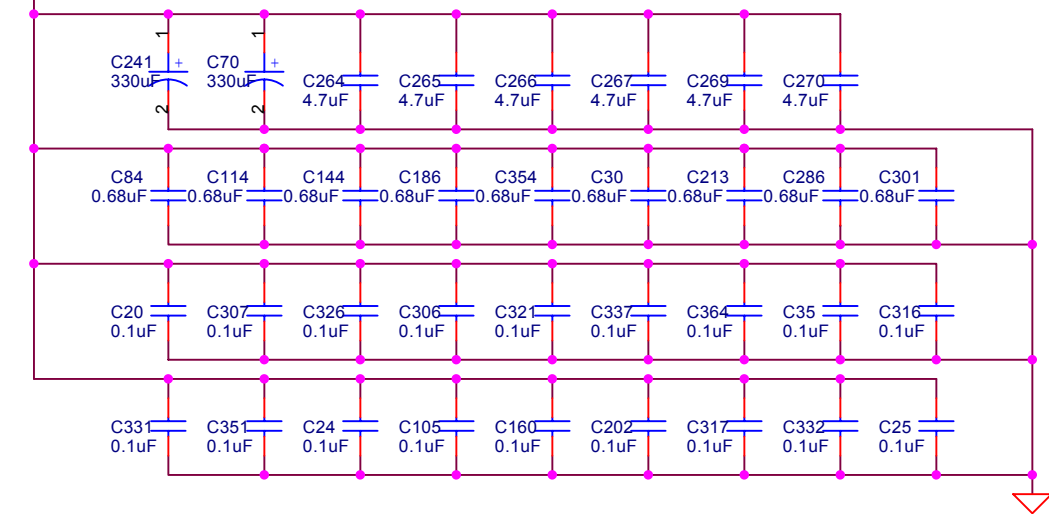 1 1
C241 + C70 +
330uF 330uF C264 C265 C266 C267 C269 C270
4.7uF 4.7uF 4.7uF 4.7uF 4.7uF 4.7uF
2 2
C84 C114 C144 C186 C354 C30 C213 C286 C301
0.68uF 0.68uF 0.68uF 0.68uF 0.68uF 0.68uF 0.68uF 0.68uF 0.68uF
C20 C307 C326 C306 C321 C337 C364 C35 C316
0.1uF 0.1uF 0.1uF 0.1uF 0.1uF 0.1uF 0.1uF 0.1uF 0.1uF
C331 C351 C24 C105 C160 C202 C317 C332 C25
0.1uF 0.1uF 0.1uF 0.1uF 0.1uF 0.1uF 0.1uF 0.1uF 0.1uF